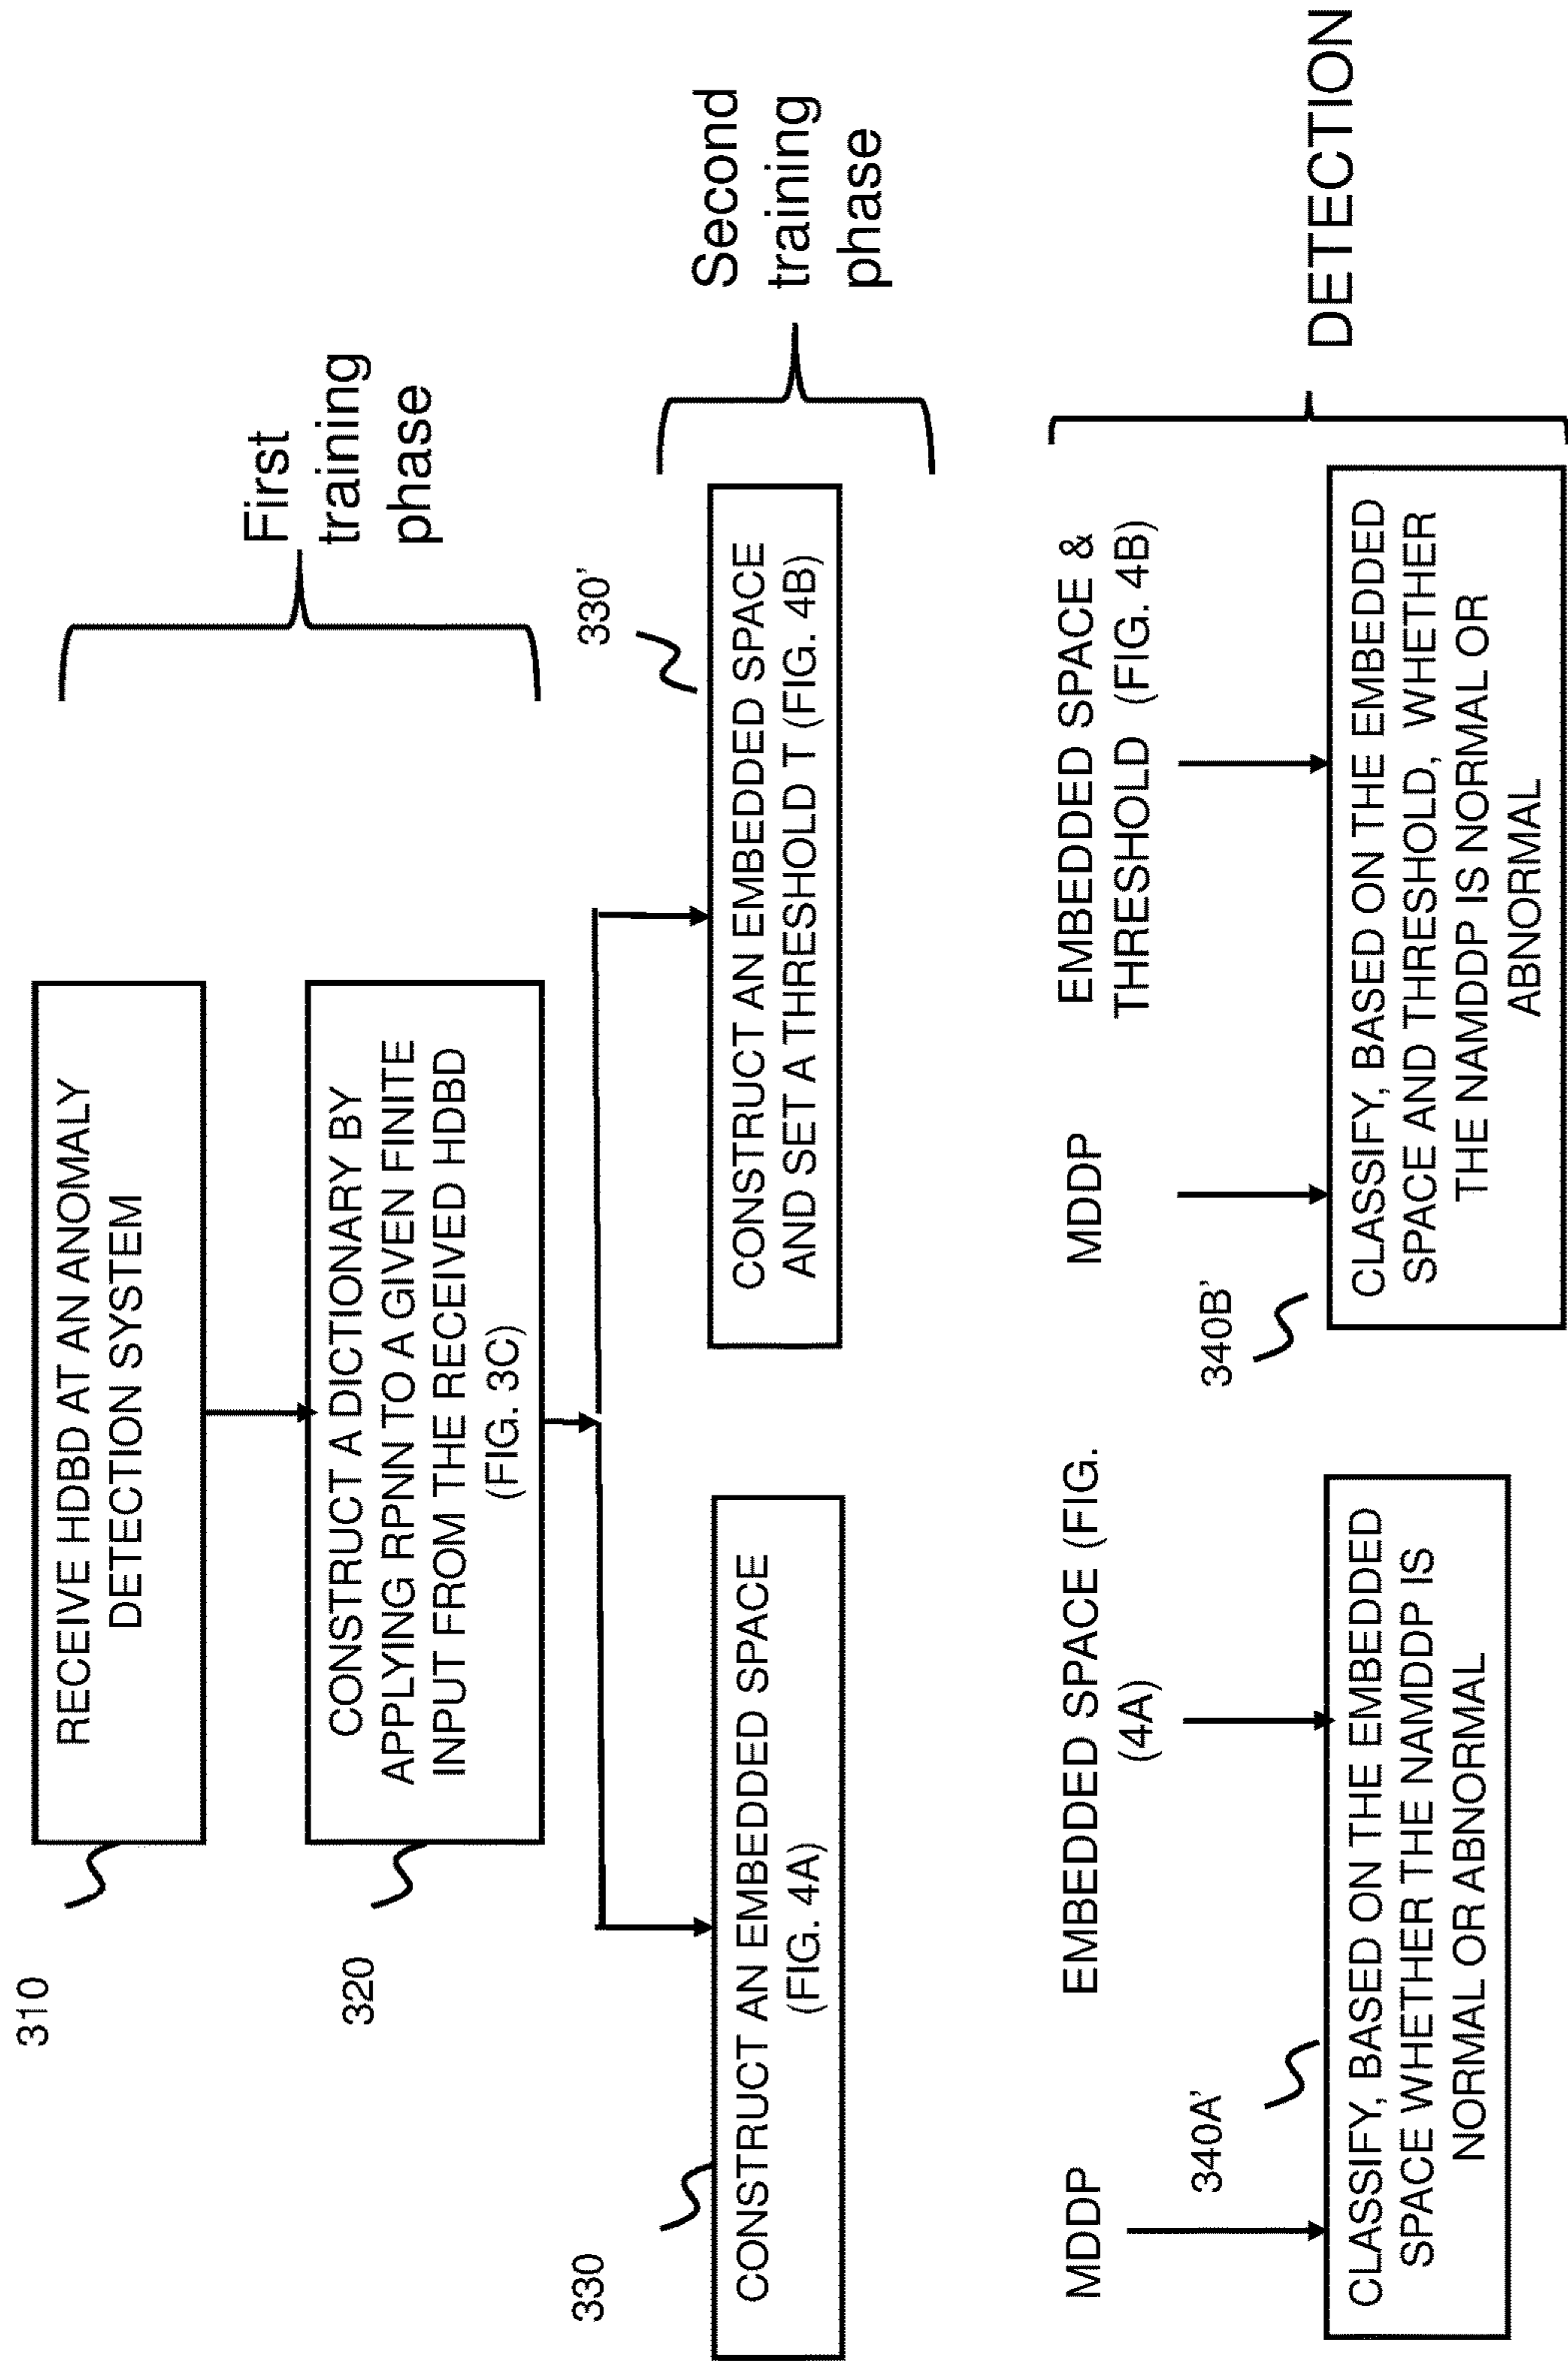 310
RECEIVE HDBD AT AN ANOMALY
DETECTION SYSTEM
320
CONSTRUCT A DICTIONARY BY
APPLYING RPNN TO A GIVEN FINITE
INPUT FROM THE RECEIVED HDBD
(FIG. 3C)
First
training
phase
330
CONSTRUCT AN EMBEDDED SPACE
(FIG. 4A)
330’
CONSTRUCT AN EMBEDDED SPACE
AND SET A THRESHOLD T (FIG. 4B)
Second
training
phase
MDDP
EMBEDDED SPACE (FIG.
(4A)
340A’
CLASSIFY, BASED ON THE EMBEDDED
SPACE WHETHER THE NAMDDP IS
NORMAL OR ABNORMAL
MDDP
EMBEDDED SPACE &
THRESHOLD (FIG. 4B)
340B’
CLASSIFY, BASED ON THE EMBEDDED
SPACE AND THRESHOLD, WHETHER
THE NAMDDP IS NORMAL OR
ABNORMAL
DETECTION